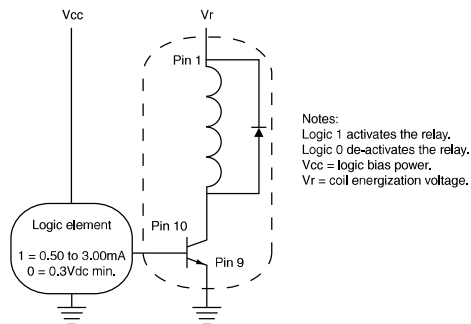 Vcc
Vr
Pin 1
Notes:
Logic 1 activates the relay.
Logic 0 de-activates the relay.
Vcc = logic bias power.
Vr = coil energization voltage.
Logic element
1 = 0.50 to 3.00mA
0 = 0.3Vdc min.
Pin 10
Pin 9